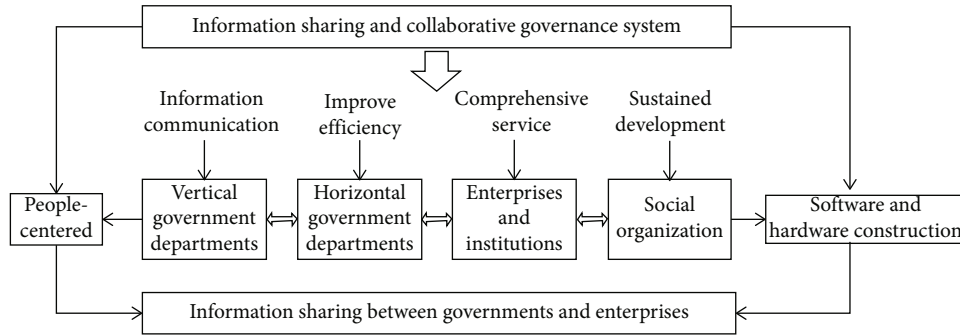 Information sharing and collaborative governance system
Information
communication
Improve
efficiency
Comprehensive
service
Sustained
development
People-
centered
Vertical
government
departments
Horizontal
government
departments
Enterprises
and
institutions
Social
organization
Software and
hardware construction
Information sharing between governments and enterprises